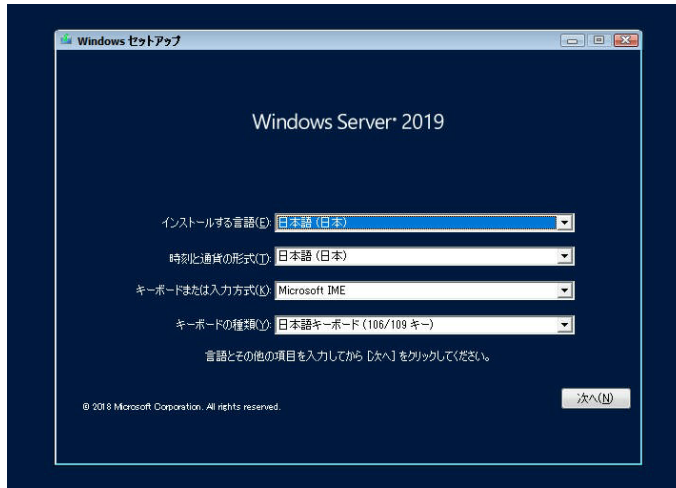 Windows セットアップ
Windows Server® 2019
インストールする言語(E): 日本語 (日本)
時刻と通貨の形式(T): 日本語 (日本)
キーボードまたは入力方式(K): Microsoft IME
キーボードの種類(Y): 日本語キーボード (106/109 キー)
言語とその他の項目を入力してから [次へ] をクリックしてください。
© 2018 Microsoft Corporation. All rights reserved.
次へ(N)